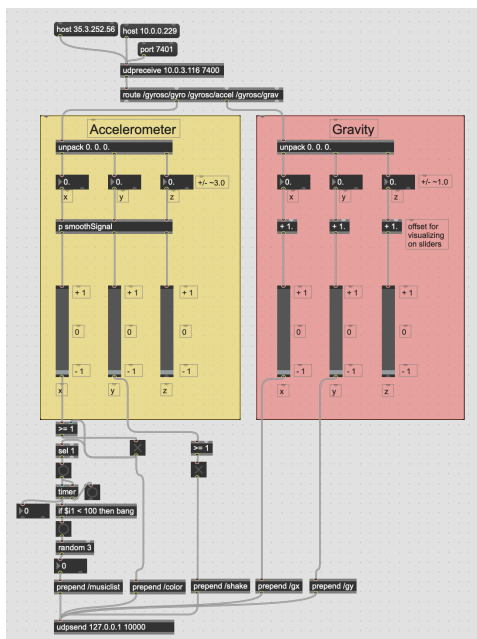 host 35.3.252.56
host 10.0.0.229
port 7401
udpreceive 10.0.3.116 7400
route /gyrosc/gyro /gyrosc/accel /gyrosc/grav
Accelerometer
unpack 0. 0. 0.
0.
0.
0.
+/- ~3.0
x
y
z
p smoothSignal
+ 1
+ 1
+ 1
0
0
0
- 1
- 1
- 1
x
y
z
Gravity
unpack 0. 0. 0.
0.
0.
0.
+/- ~1.0
x
y
z
+ 1.
+ 1.
+ 1.
offset for
visualizing
on sliders
+ 1
+ 1
+ 1
0
0
0
- 1
- 1
- 1
x
y
z
>= 1
sel 1
>= 1
timer
0
if $i1 < 100 then bang
random 3
0
prepend /musiclist
prepend /color
prepend /shake
prepend /gx
prepend /gy
udpsend 127.0.0.1 10000